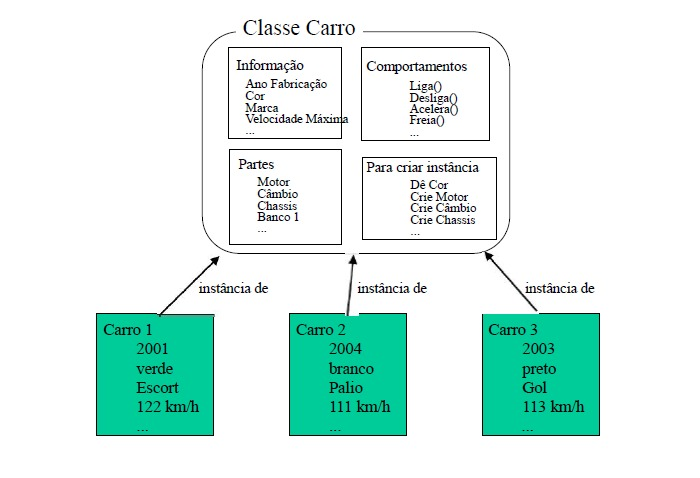 Classe Carro
Informação
Ano Fabricação
Cor
Marca
Velocidade Máxima
...
Comportamentos
Liga()
Desliga()
Acelera()
Freia()
...
Partes
Motor
Câmbio
Chassis
Banco 1
...
Para criar instância
Dê Cor
Crie Motor
Crie Câmbio
Crie Chassis
...
instância de
instância de
instância de
Carro 1
2001
verde
Escort
122 km/h
...
Carro 2
2004
branco
Palio
111 km/h
...
Carro 3
2003
preto
Gol
113 km/h
...